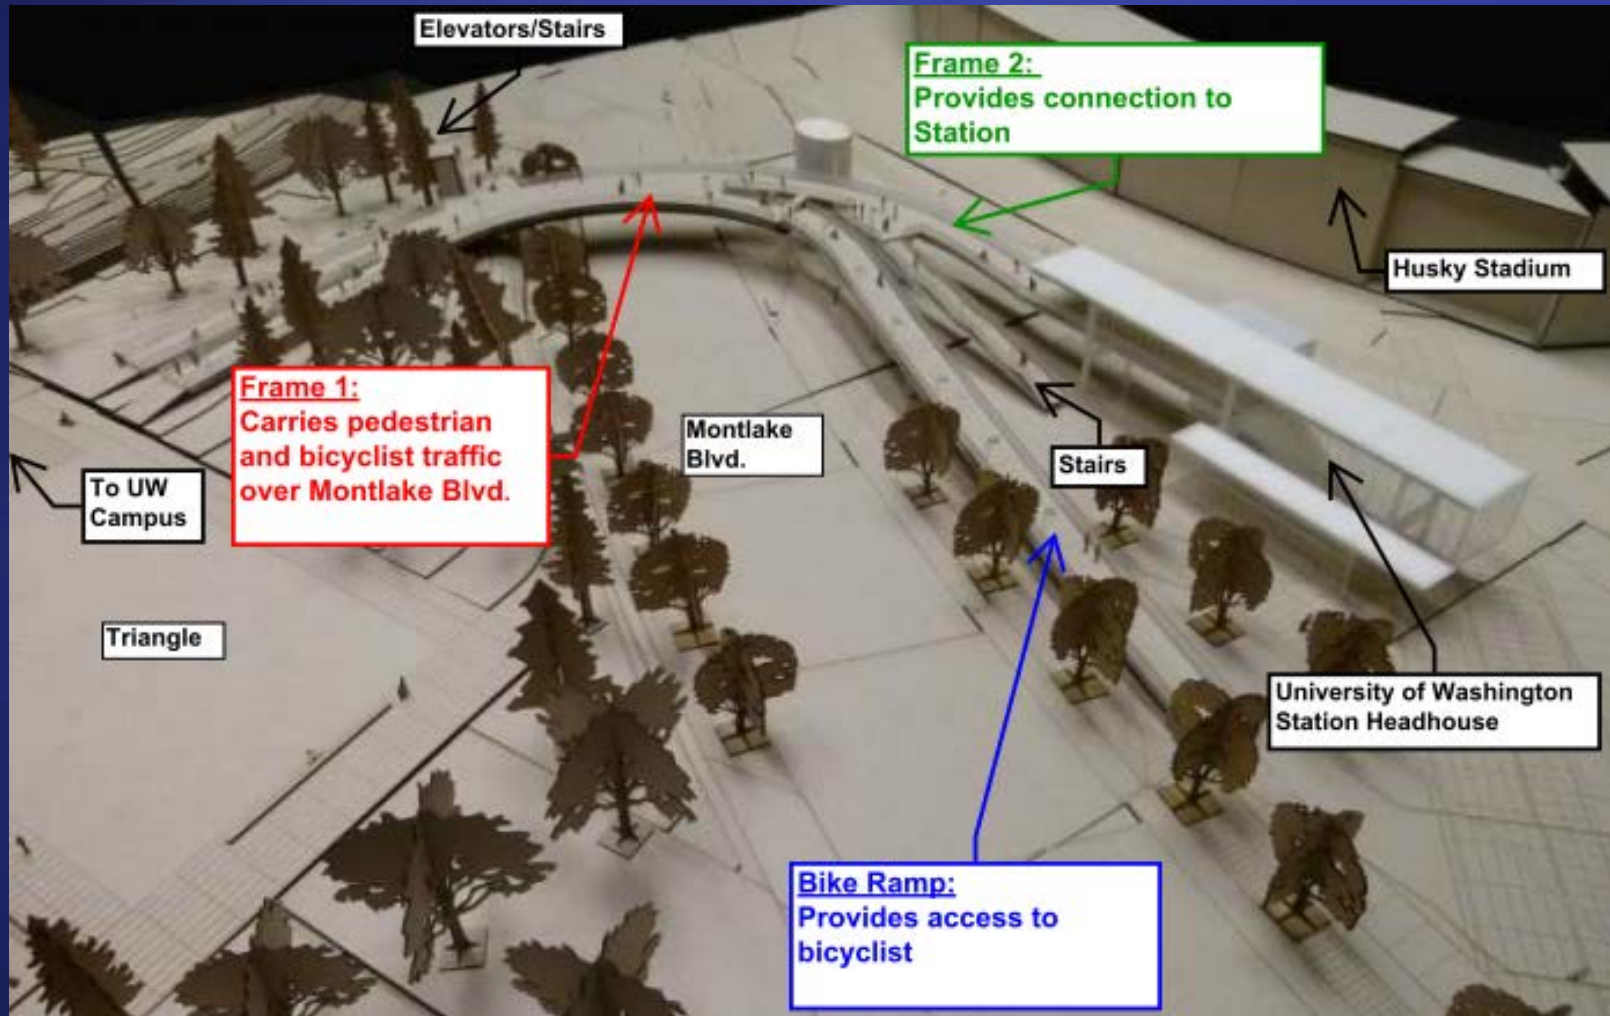 Elevators/Stairs
Frame 2:
Provides connection to
Station
Husky Stadium
Frame 1:
Carries pedestrian
and bicyclist traffic
over Montlake Blvd.
Montlake
Blvd.
Stairs
To UW
Campus
Triangle
University of Washington
Station Headhouse
Bike Ramp:
Provides access to
bicyclist